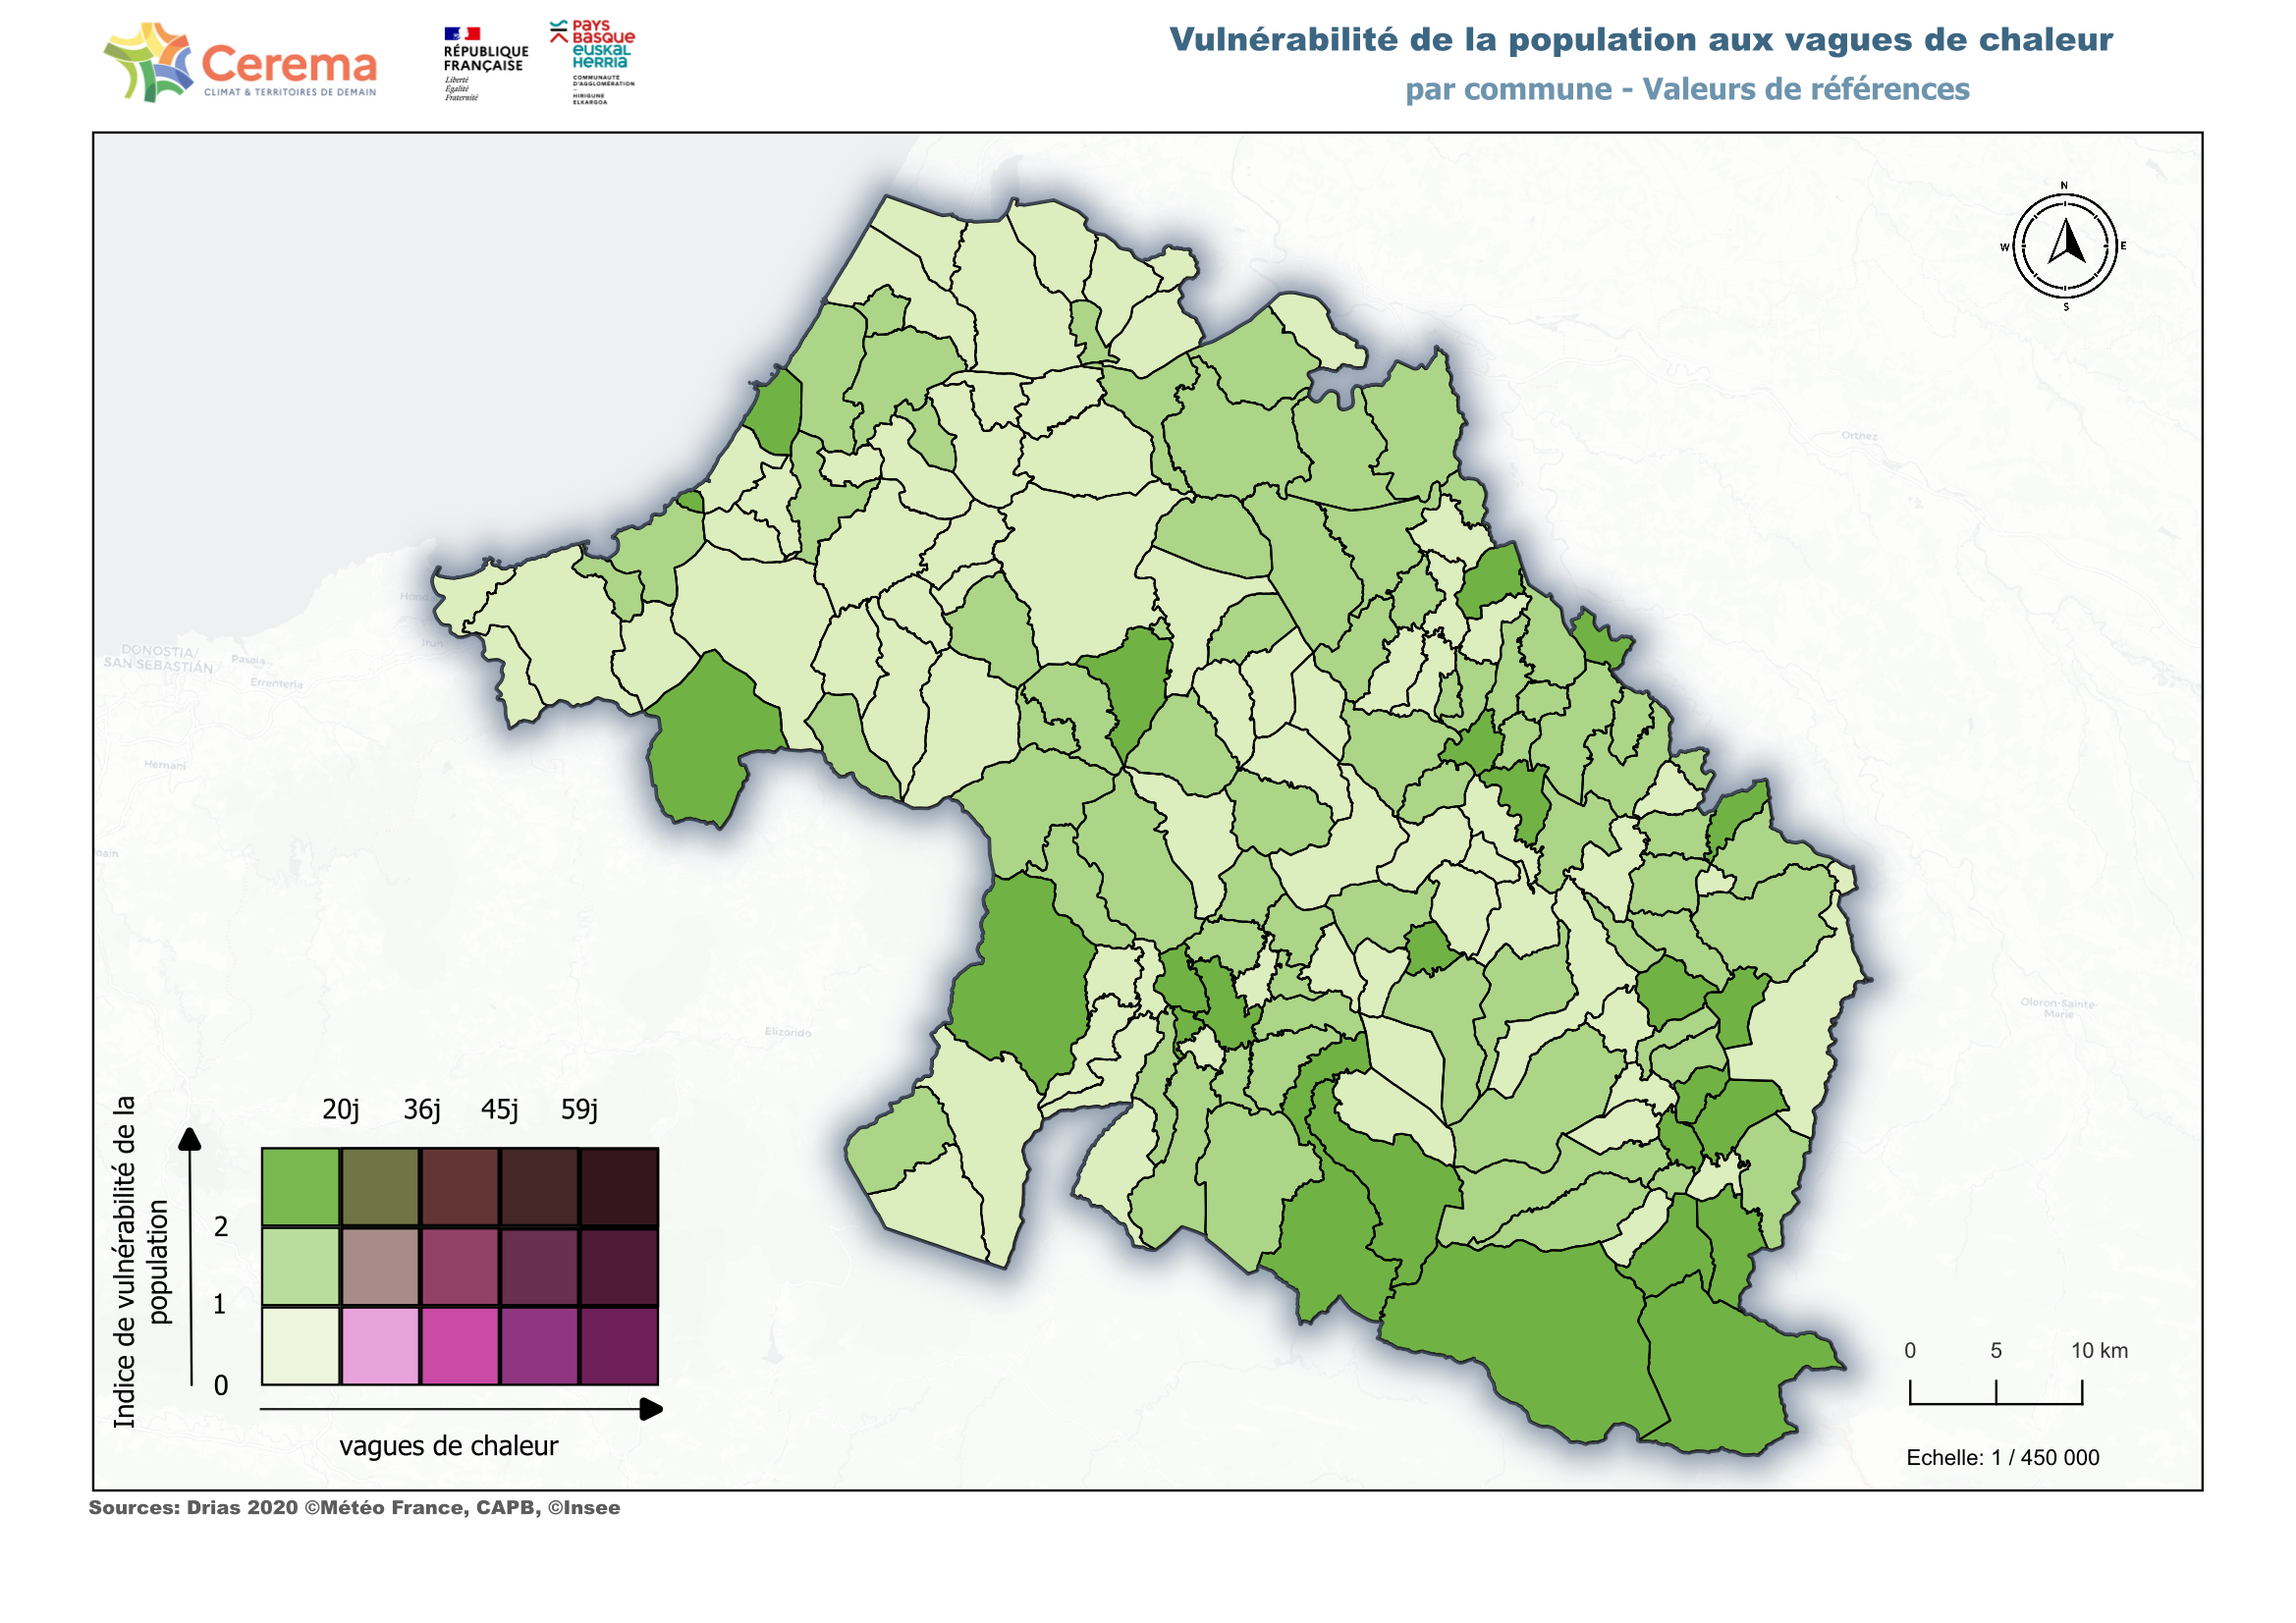 Cerema
CLIMAT & TERRITOIRES DE DEMAIN
RÉPUBLIQUE
FRANÇAISE
Liberté
Égalité
Fraternité
PAYS
BASQUE
EUSKAL
HERRIA
COMMUNAUTÉ
D'AGGLOMÉRATION
HIRIGUNE
ELKARGOA
Vulnérabilité de la population aux vagues de chaleur
par commune - Valeurs de références
N
W
E
S
Orthez
Hond
DONOSTIA/
SAN SEBASTIÁN
Pasaia
Irun
Errenteria
Hernani
oain
Elizondo
Oloron-Sainte-
Marie
Indice de vulnérabilité de la
population
20j 36j 45j 59j
2
1
0
vagues de chaleur
0 5 10 km
Echelle: 1 / 450 000
Sources: Drias 2020 ©Météo France, CAPB, ©Insee